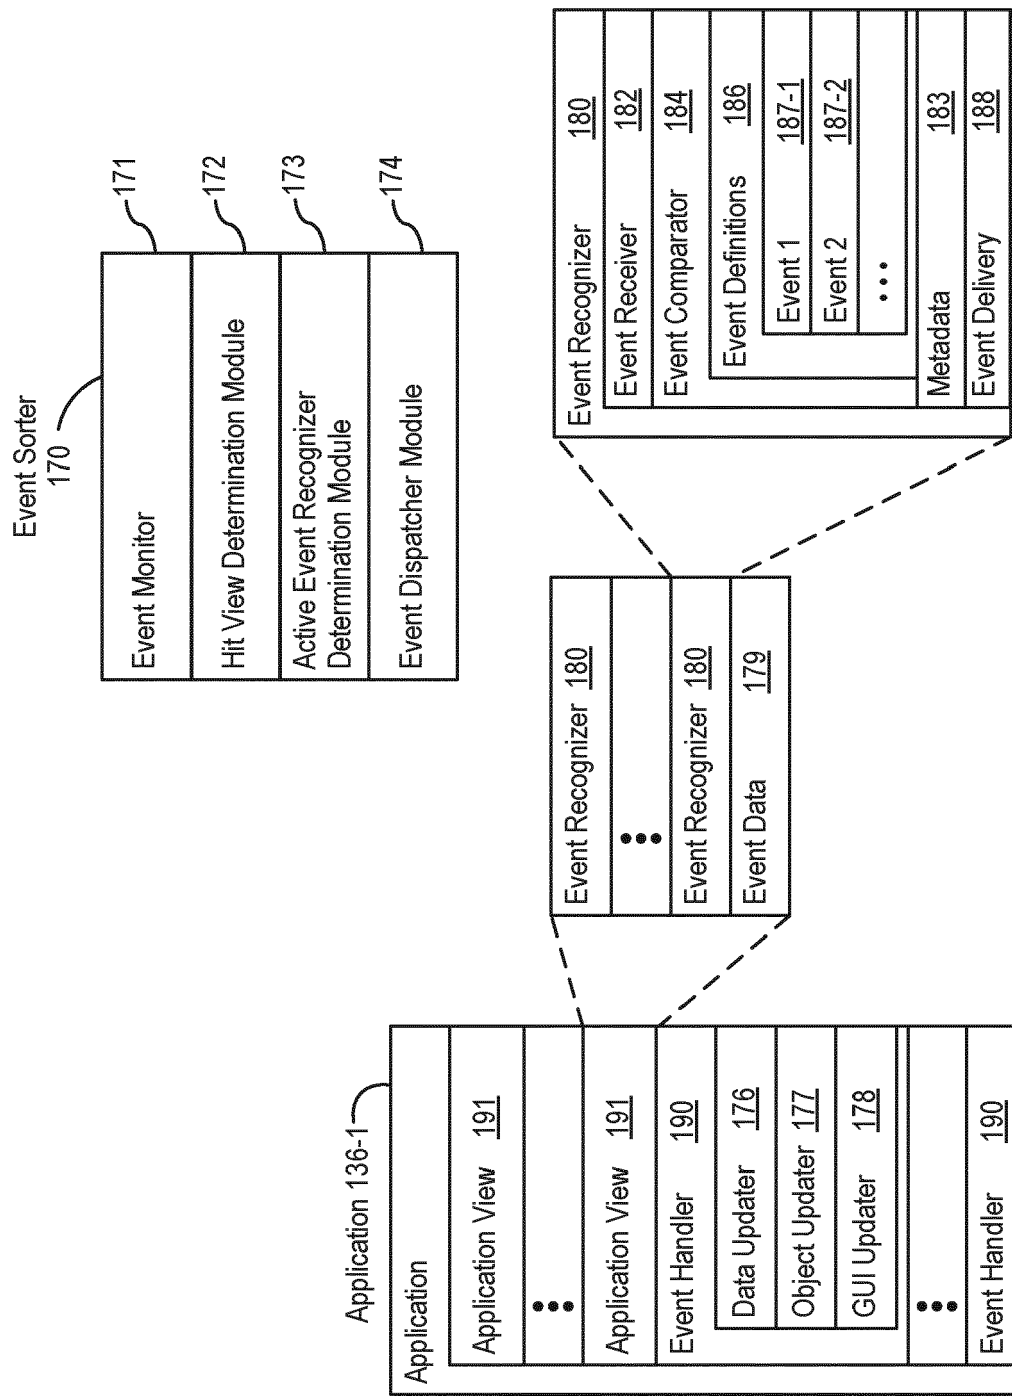 Event Sorter
170
Event Monitor
171
Hit View Determination Module
172
Active Event Recognizer
Determination Module
173
Event Dispatcher Module
174
Application 136-1
Application
Application View 191
Application View 191
Event Handler 190
Data Updater 176
Object Updater 177
GUI Updater 178
Event Handler 190
Event Recognizer 180
Event Recognizer 180
Event Data 179
Event Recognizer 180
Event Receiver 182
Event Comparator 184
Event Definitions 186
Event 1 187-1
Event 2 187-2
Metadata 183
Event Delivery 188